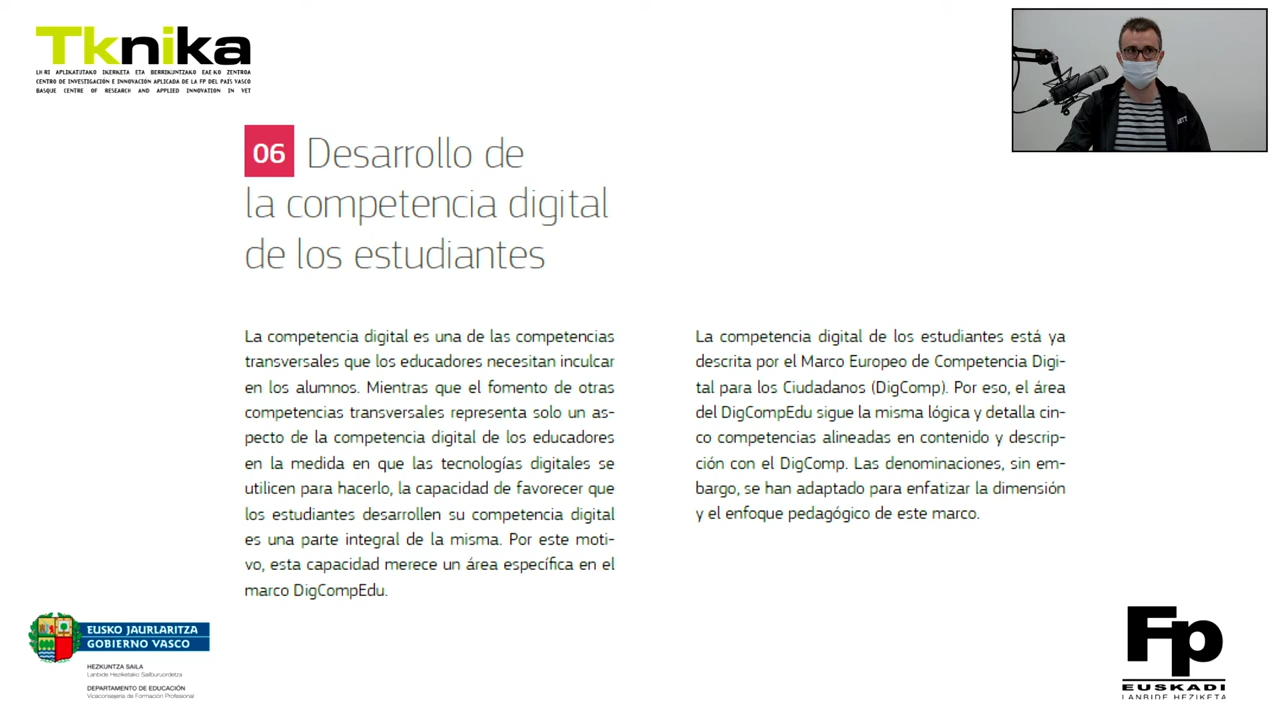 Tknika
LH RI APLIKATUTAKO IKERKETA ETA BERRIKUNTZAKO EAEKO ZENTROA
CENTRO DE INVESTIGACIÓN E INNOVACIÓN APLICADA DE LA FP DEL PAÍS VASCO
BASQUE CENTRE OF RESEARCH AND APPLIED INNOVATION IN VET
06 Desarrollo de
la competencia digital
de los estudiantes
La competencia digital es una de las competencias
transversales que los educadores necesitan inculcar
en los alumnos. Mientras que el fomento de otras
competencias transversales representa solo un as-
pecto de la competencia digital de los educadores
en la medida en que las tecnologías digitales se
utilicen para hacerlo, la capacidad de favorecer que
los estudiantes desarrollen su competencia digital
es una parte integral de la misma. Por este moti-
vo, esta capacidad merece un área específica en el
marco DigCompEdu.
La competencia digital de los estudiantes está ya
descrita por el Marco Europeo de Competencia Digi-
tal para los Ciudadanos (DigComp). Por eso, el área
del DigCompEdu sigue la misma lógica y detalla cin-
co competencias alineadas en contenido y descrip-
ción con el DigComp. Las denominaciones, sin em-
bargo, se han adaptado para enfatizar la dimensión
y el enfoque pedagógico de este marco.
EUSKO JAURLARITZA
GOBIERNO VASCO
HEZKUNTZA SAILA
Lanbide Heziketako Sailburuordetza
DEPARTAMENTO DE EDUCACIÓN
Viceconsejería de Formación Profesional
Fp
EUSKADI
LANBIDE HEZIKETA